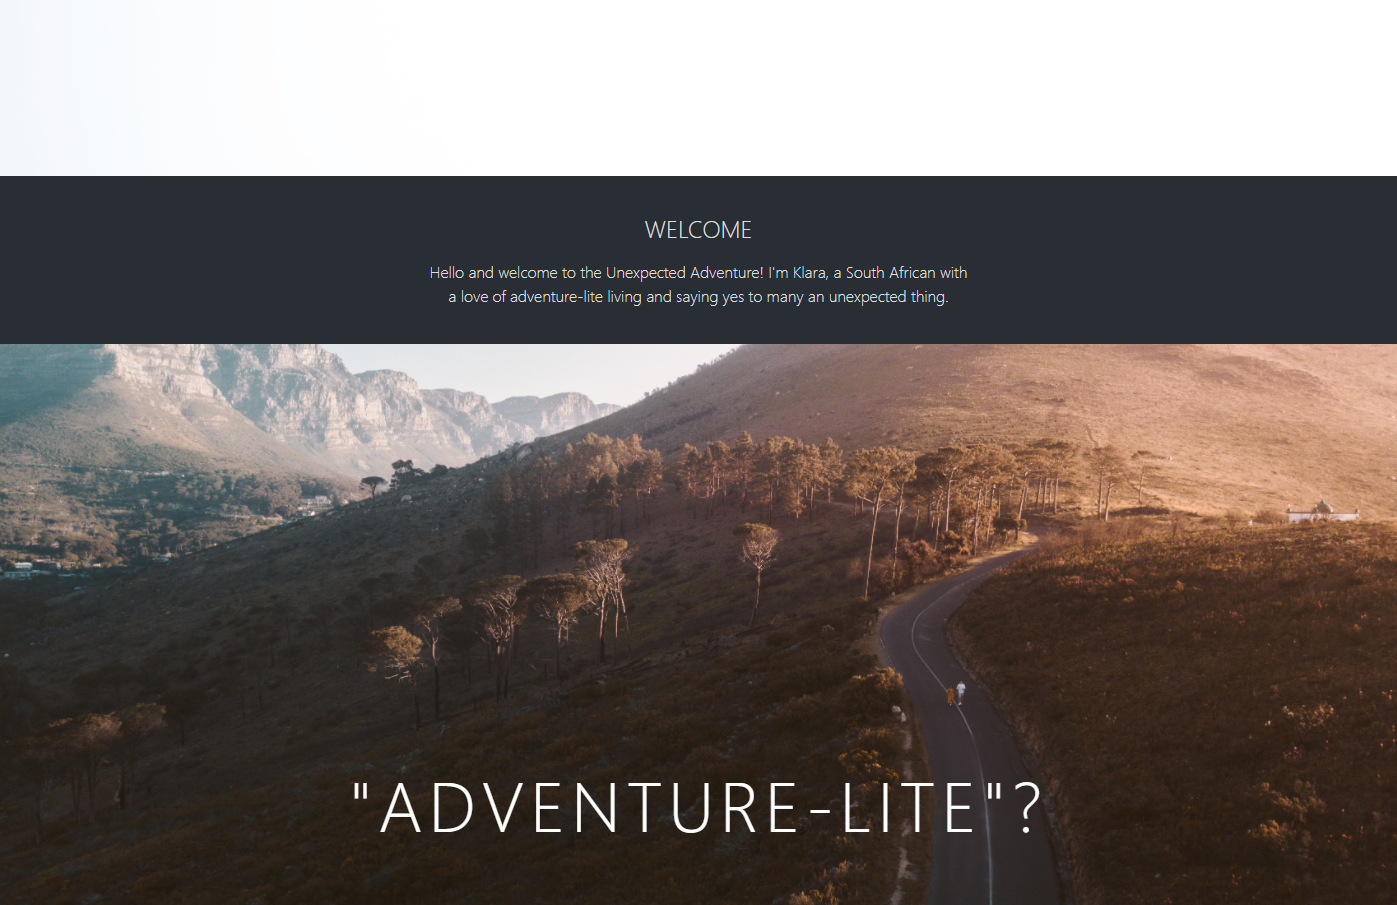 WELCOME
Hello and welcome to the Unexpected Adventure! I'm Klara, a South African with
a love of adventure-lite living and saying yes to many an unexpected thing.
"ADVENTURE-LITE"?